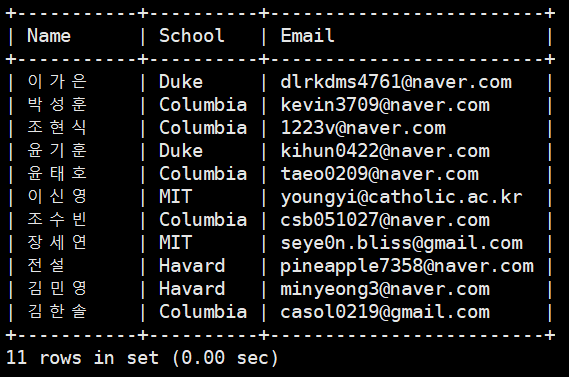 +-----------+----------+-------------------------+
| Name      | School   | Email                   |
+-----------+----------+-------------------------+
| 이가은    | Duke     | dlrkdms4761@naver.com   |
| 박성훈    | Columbia | kevin3709@naver.com     |
| 조현식    | Columbia | 1223v@naver.com         |
| 윤기훈    | Duke     | kihun0422@naver.com     |
| 윤태호    | Columbia | taeo0209@naver.com      |
| 이신영    | MIT      | youngyi@catholic.ac.kr  |
| 조수빈    | Columbia | csb051027@naver.com     |
| 장세연    | MIT      | seye0n.bliss@gmail.com  |
| 전설      | Havard   | pineapple7358@naver.com |
| 김민영    | Havard   | minyeong3@naver.com     |
| 김한솔    | Columbia | casol0219@gmail.com     |
+-----------+----------+-------------------------+
11 rows in set (0.00 sec)